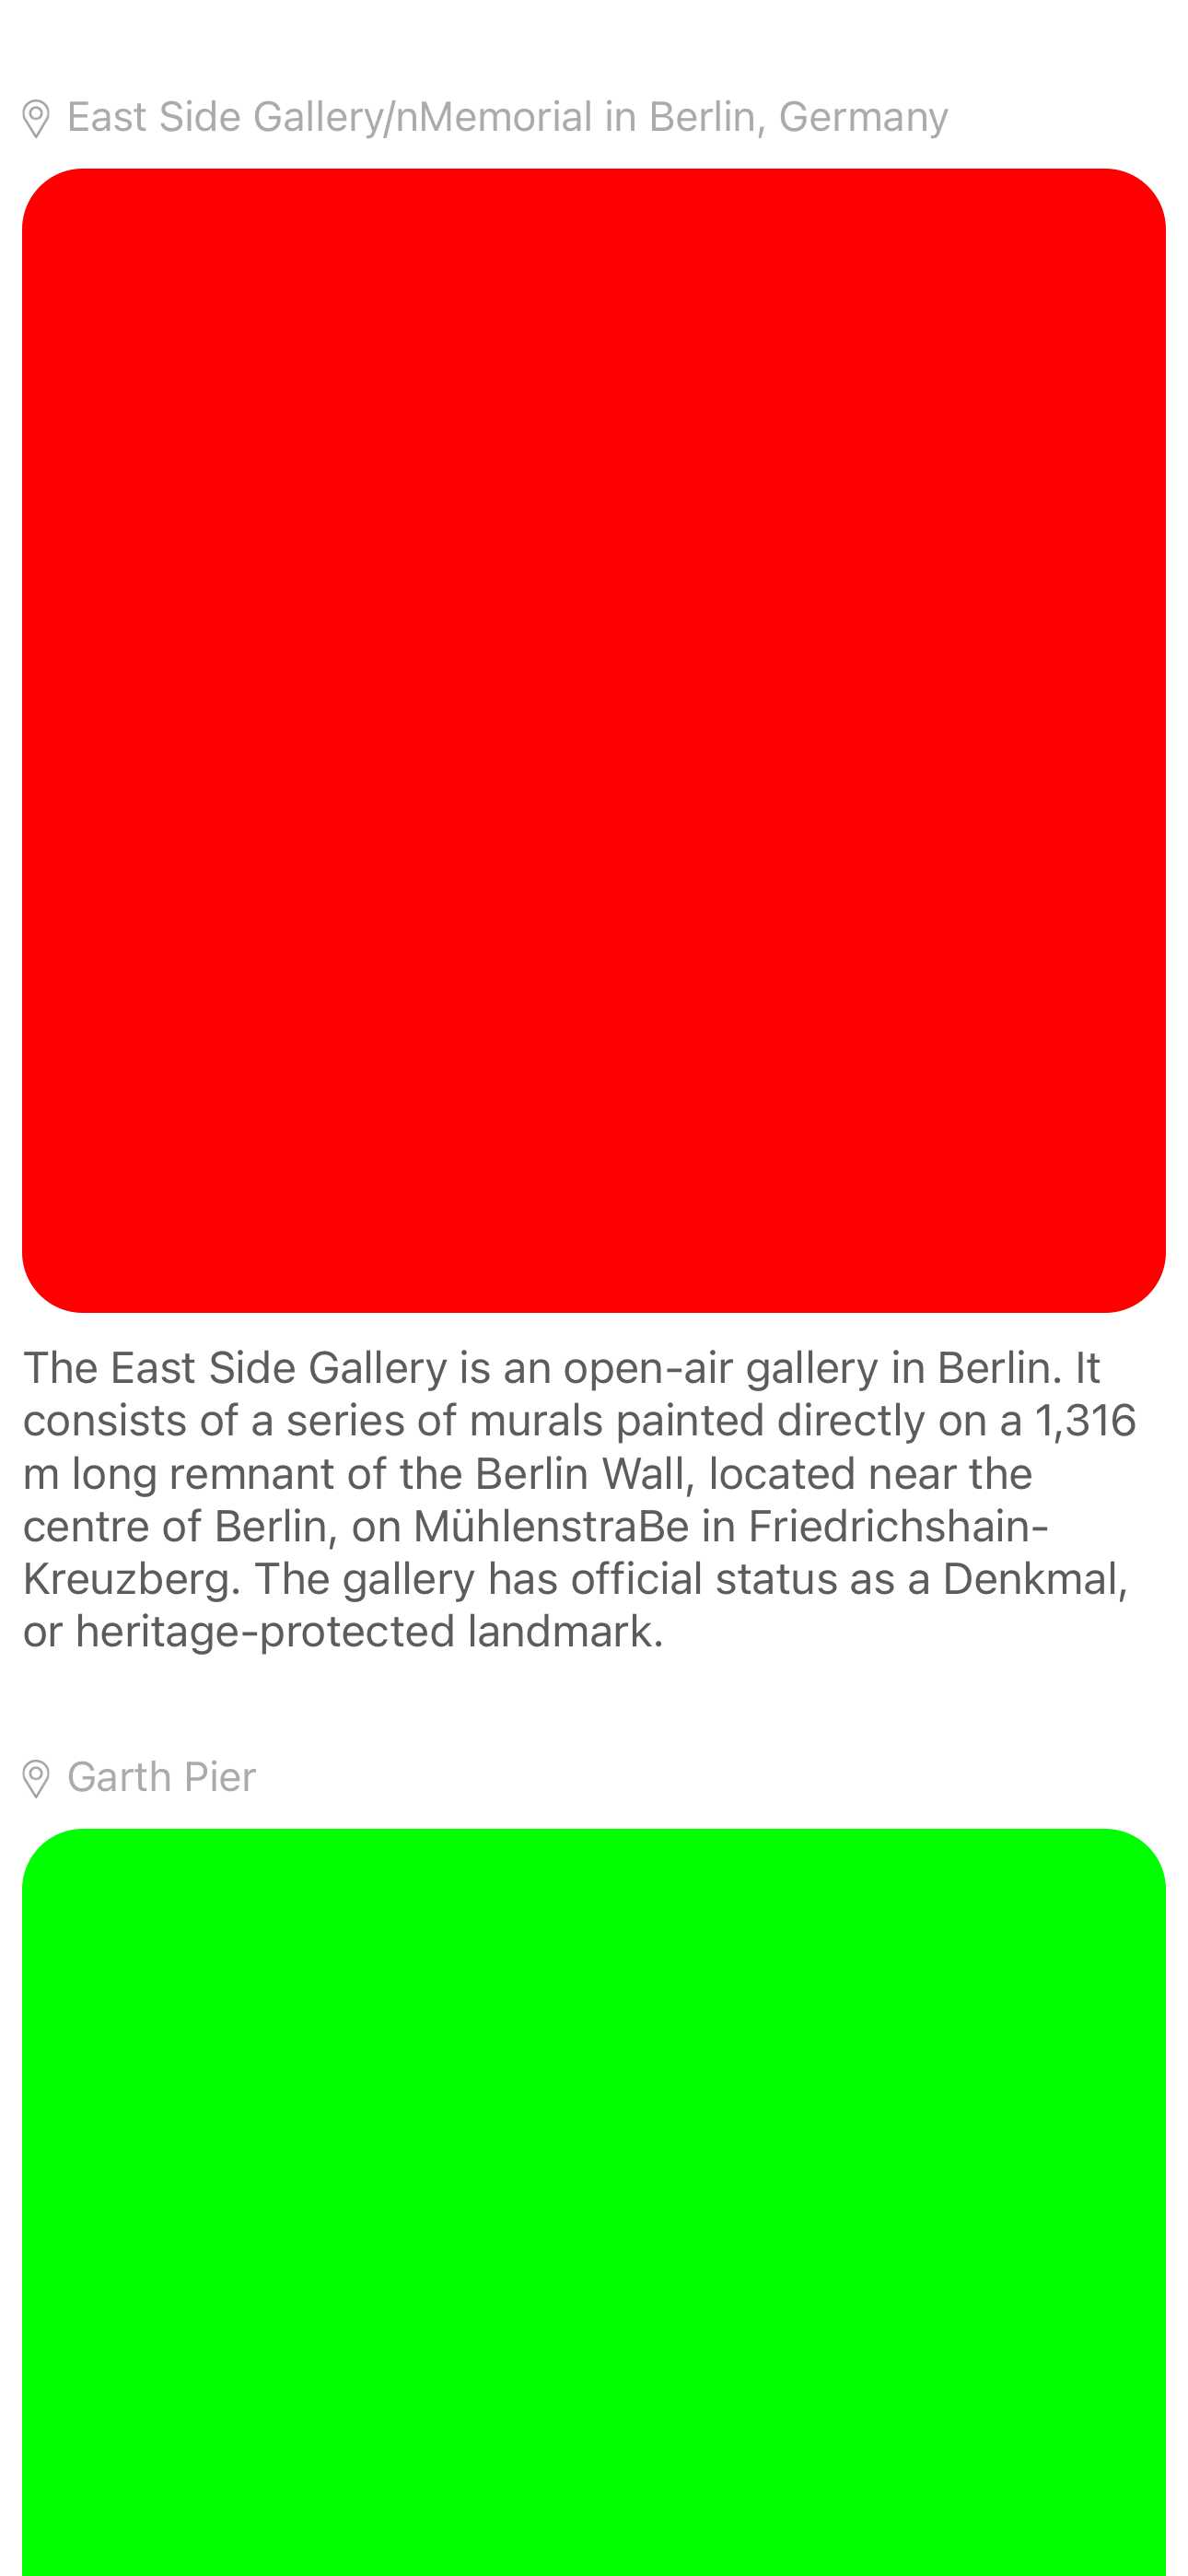 East Side Gallery/nMemorial in Berlin, Germany
The East Side Gallery is an open-air gallery in Berlin. It
consists of a series of murals painted directly on a 1,316
m long remnant of the Berlin Wall, located near the
centre of Berlin, on MühlenstraBe in Friedrichshain-
Kreuzberg. The gallery has official status as a Denkmal,
or heritage-protected landmark.
Garth Pier